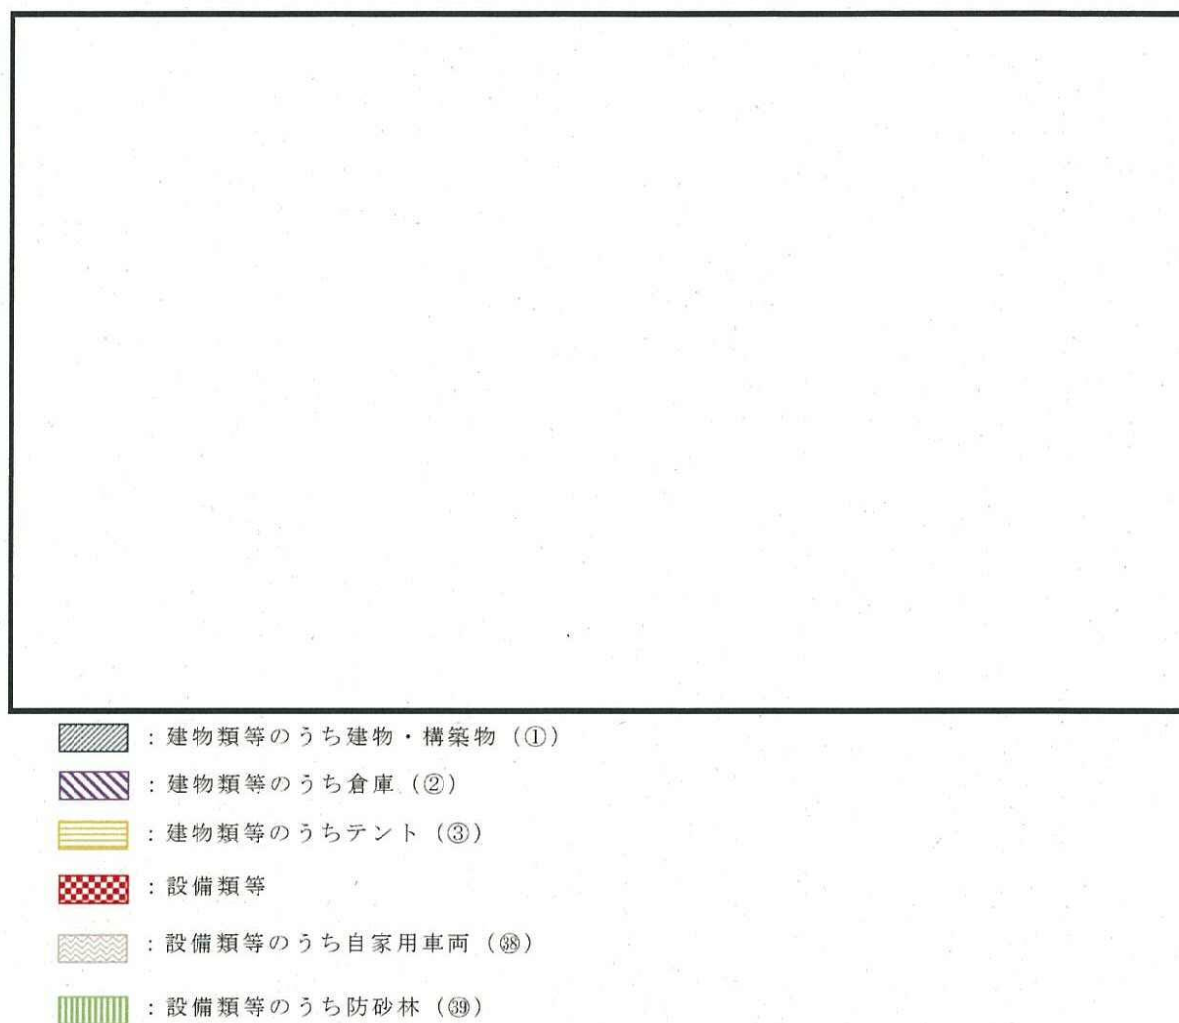 ：建物類等のうち建物・構築物（①）
：建物類等のうち倉庫（②）
：建物類等のうちテント（③）
：設備類等
：設備類等のうち自家用車両（㊳）
：設備類等のうち防砂林（㊴）